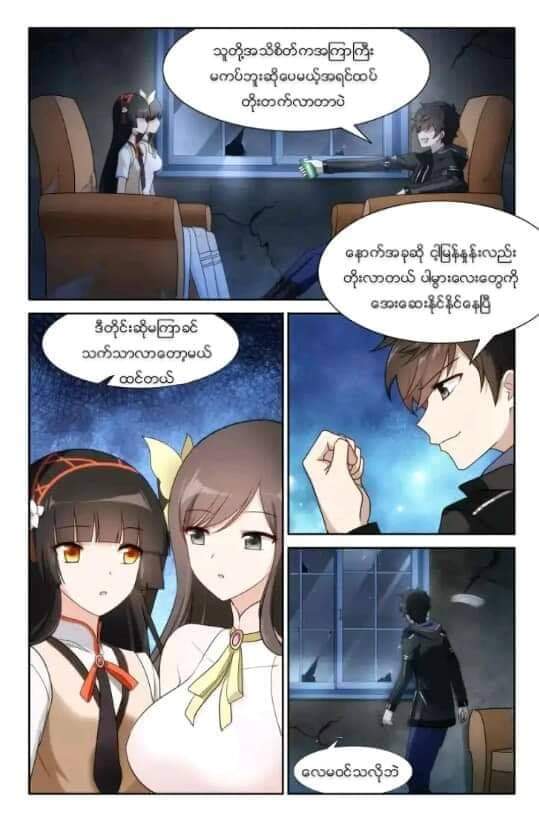 သူတို့အသိစိတ်ကအကြာကြီး
မကပ်ဘူးဆိုပေမယ့်အရင်ထပ်
တိုးတက်လာတာပဲ
နောက်အခုဆို ငါ့မြန်နှုန်းလည်း
တိုးလာတယ် ပါမွှားလေးတွေကို
အေးဆေးနိုင်နိုင်နေပြီ
ဒီတိုင်းဆိုမကြာခင်
သက်သာလာတော့မယ်
ထင်တယ်
လေမဝင်သလိုဘဲ